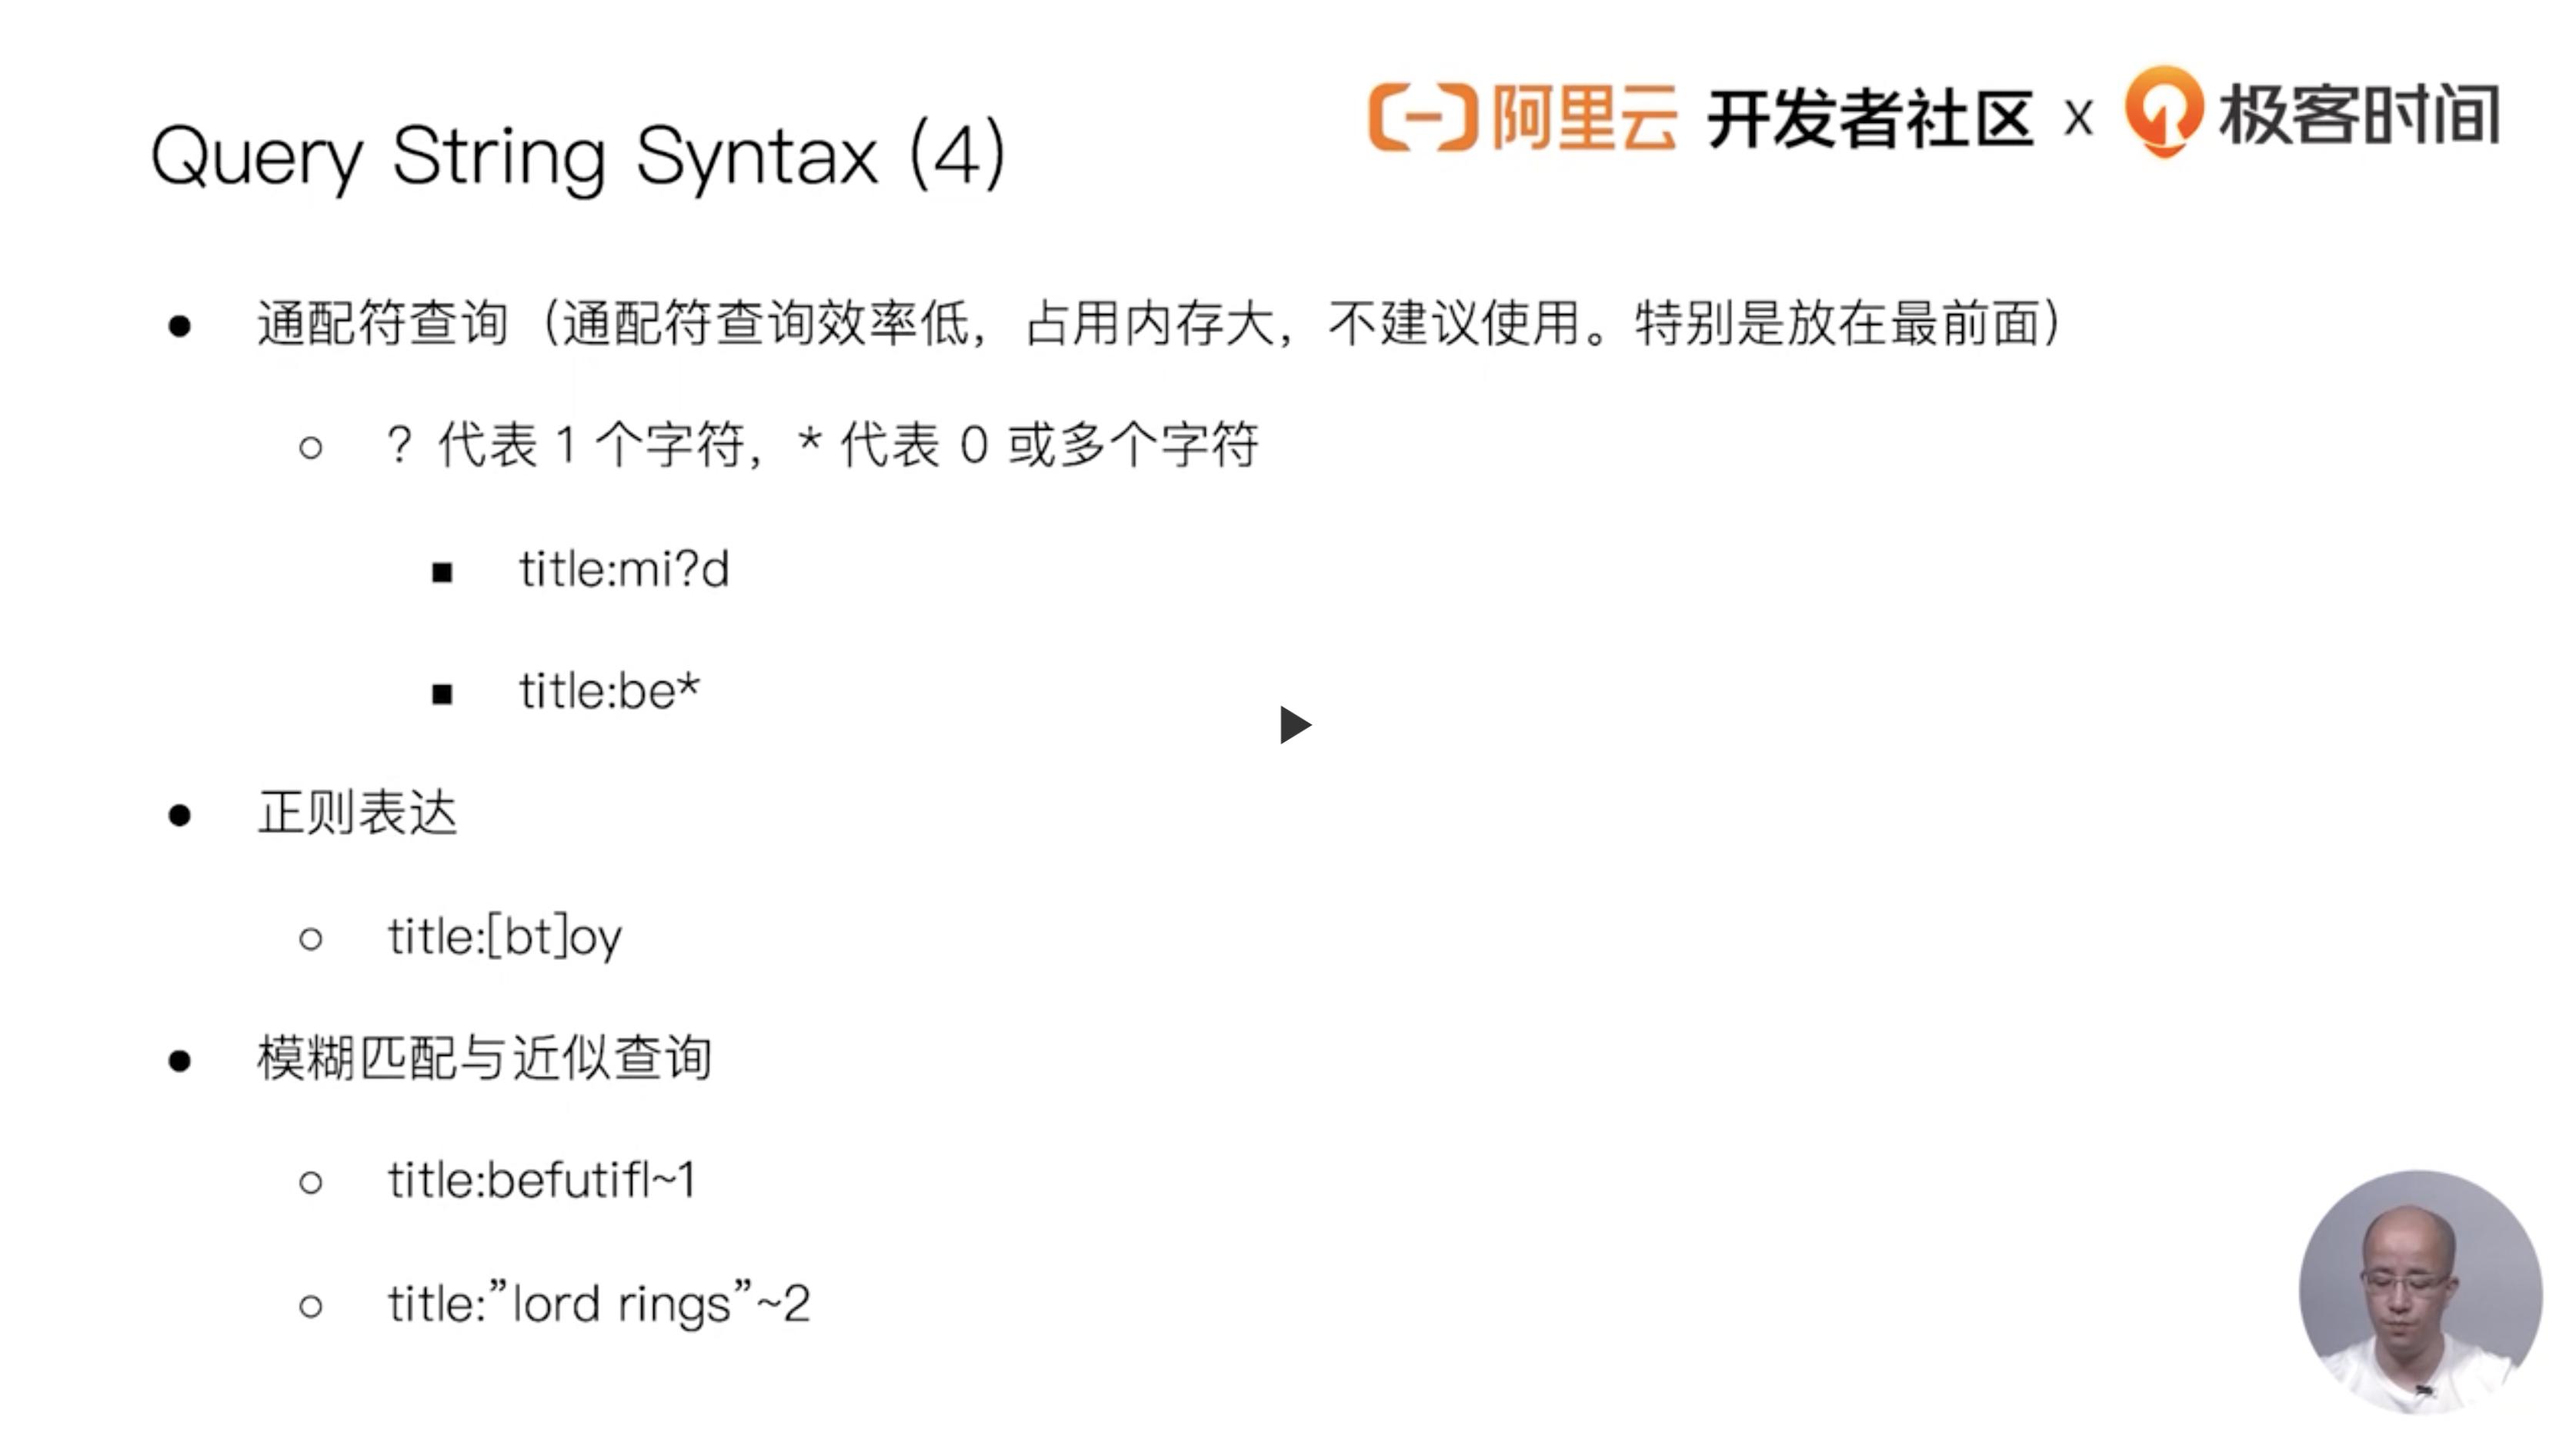 阿里云 开发者社区 x 极客时间
Query String Syntax (4)
● 通配符查询（通配符查询效率低，占用内存大，不建议使用。特别是放在最前面）
○ ？代表 1 个字符，* 代表 0 或多个字符
■ title:mi?d
■ title:be*
● 正则表达
○ title:[bt]oy
● 模糊匹配与近似查询
○ title:befutifl~1
○ title:”lord rings”~2